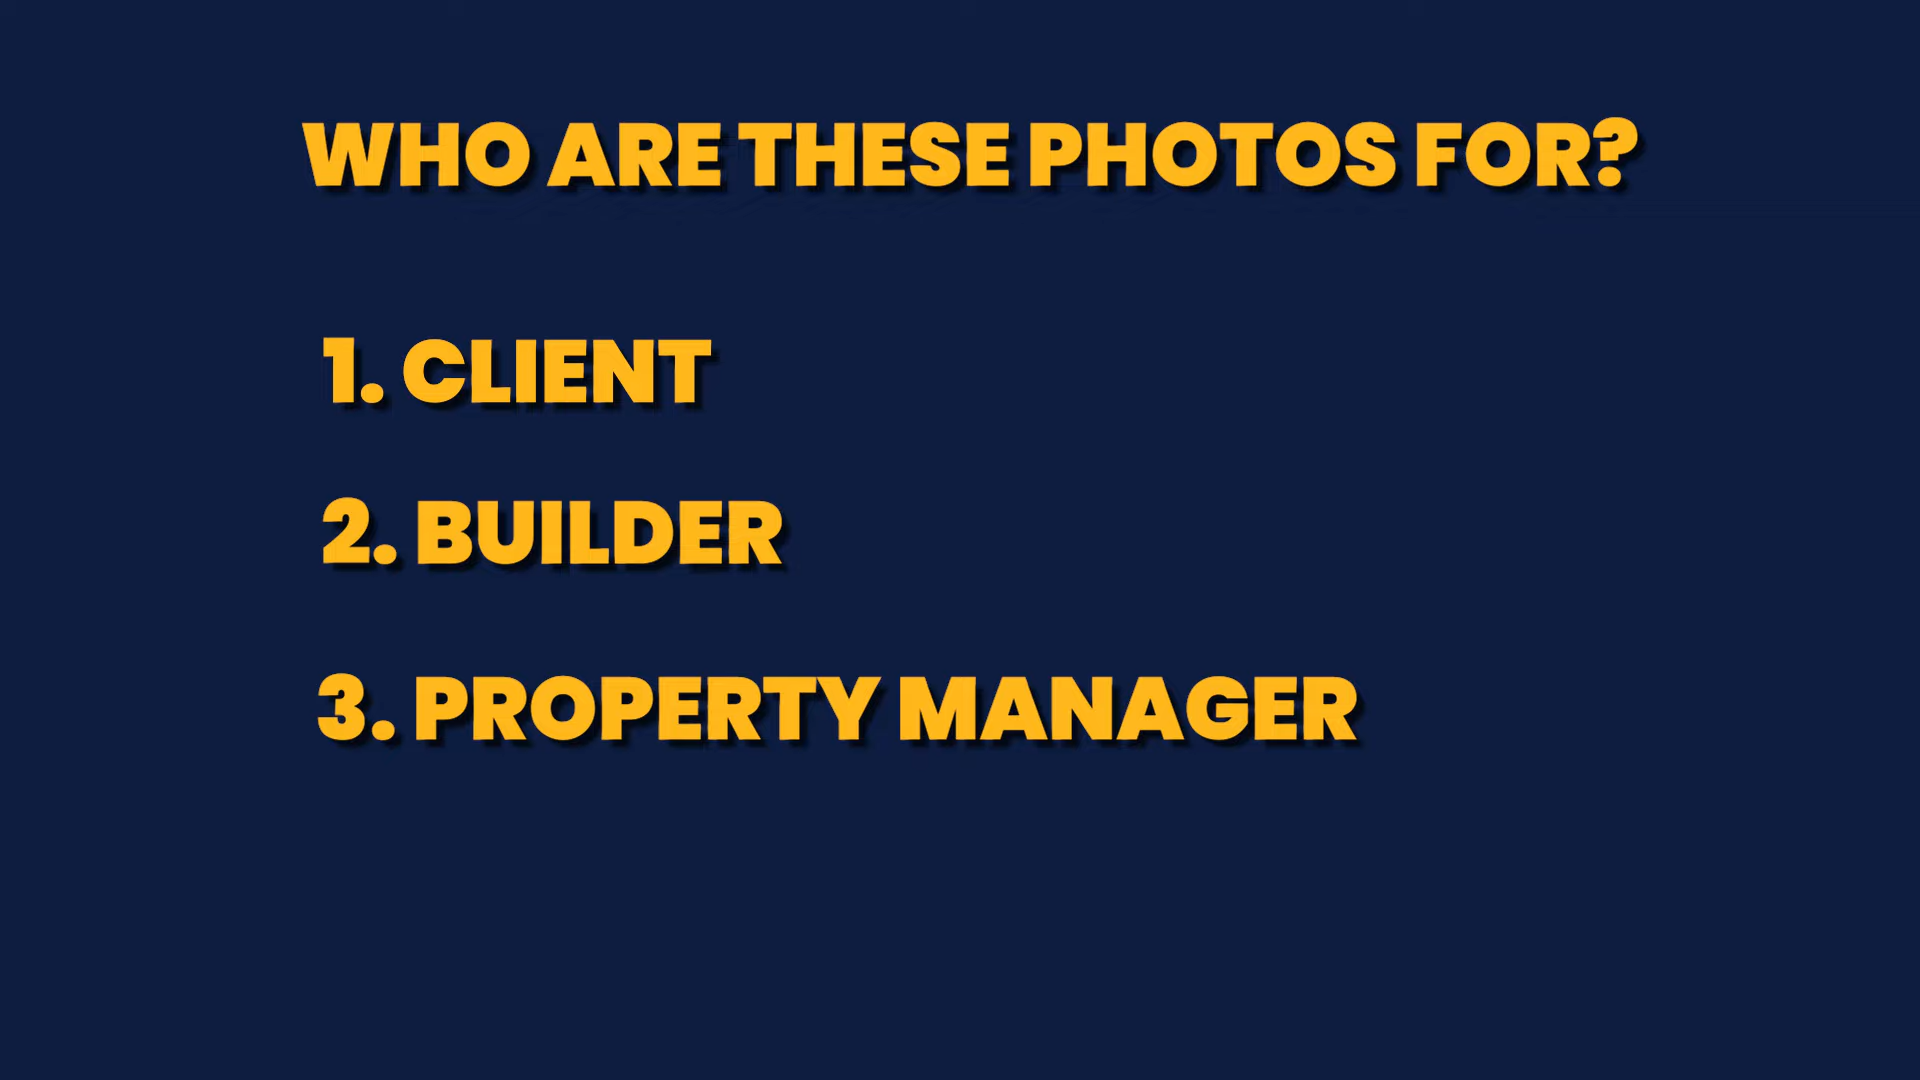 WHO ARE THESE PHOTOS FOR?
1. CLIENT
2. BUILDER
3. PROPERTY MANAGER